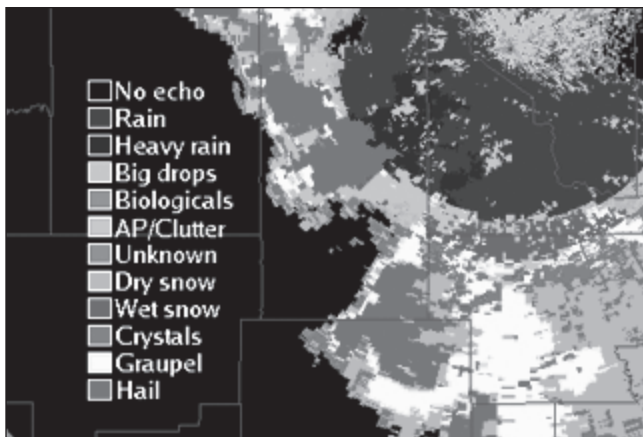 No echo
Rain
Heavy rain
Big drops
Biologicals
AP/Clutter
Unknown
Dry snow
Wet snow
Crystals
Graupel
Hail